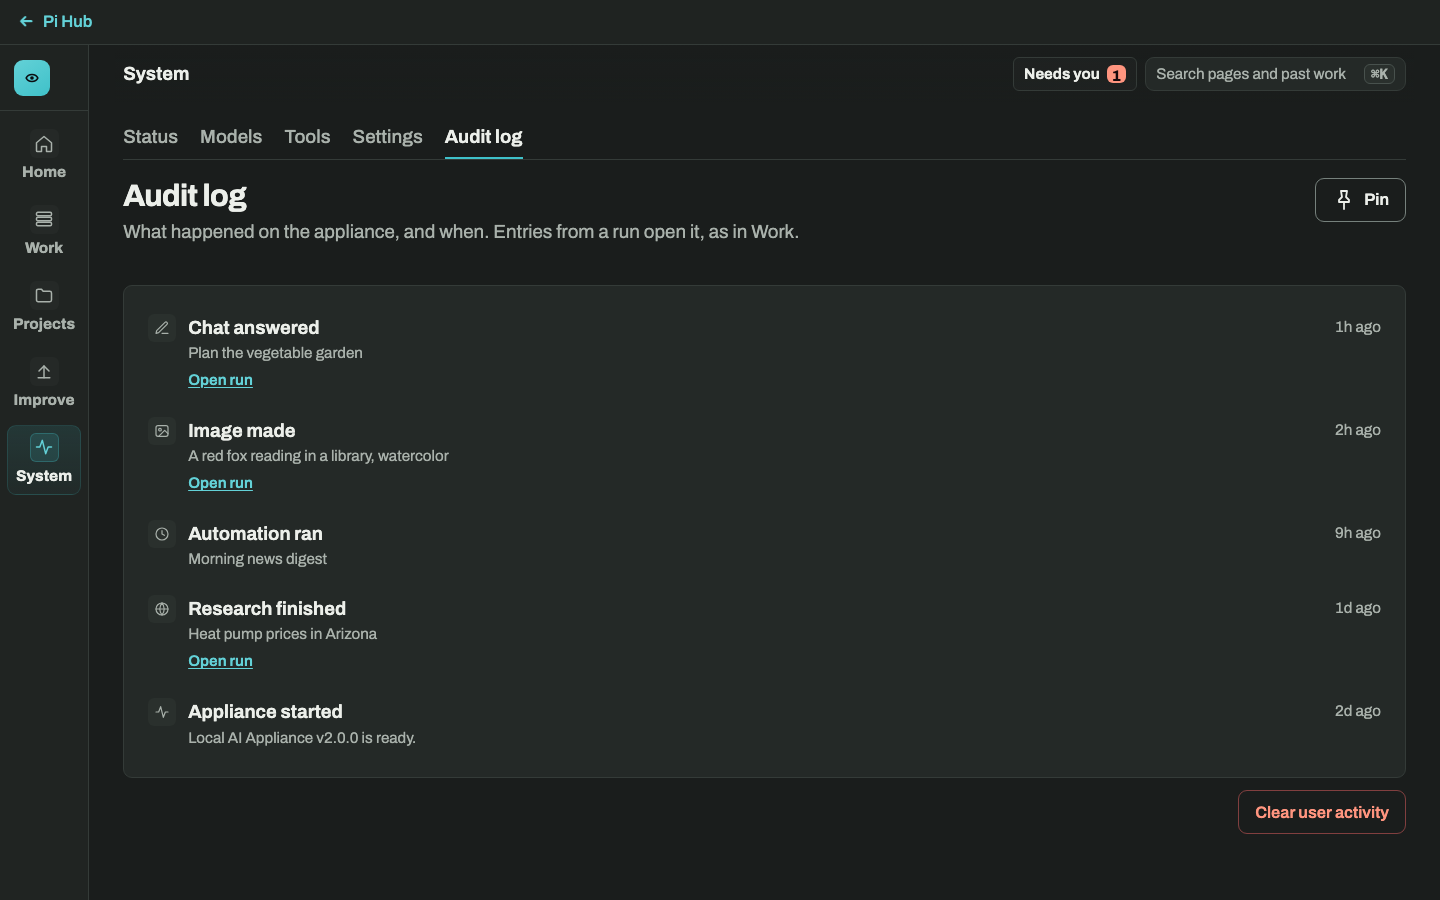 ← Pi Hub
System
Needs you 1
Search pages and past work ⌘K
Home
Work
Projects
Improve
System
Status Models Tools Settings Audit log
Audit log
Pin
What happened on the appliance, and when. Entries from a run open it, as in Work.
Chat answered 1h ago
Plan the vegetable garden
Open run
Image made 2h ago
A red fox reading in a library, watercolor
Open run
Automation ran 9h ago
Morning news digest
Research finished 1d ago
Heat pump prices in Arizona
Open run
Appliance started 2d ago
Local AI Appliance v2.0.0 is ready.
Clear user activity